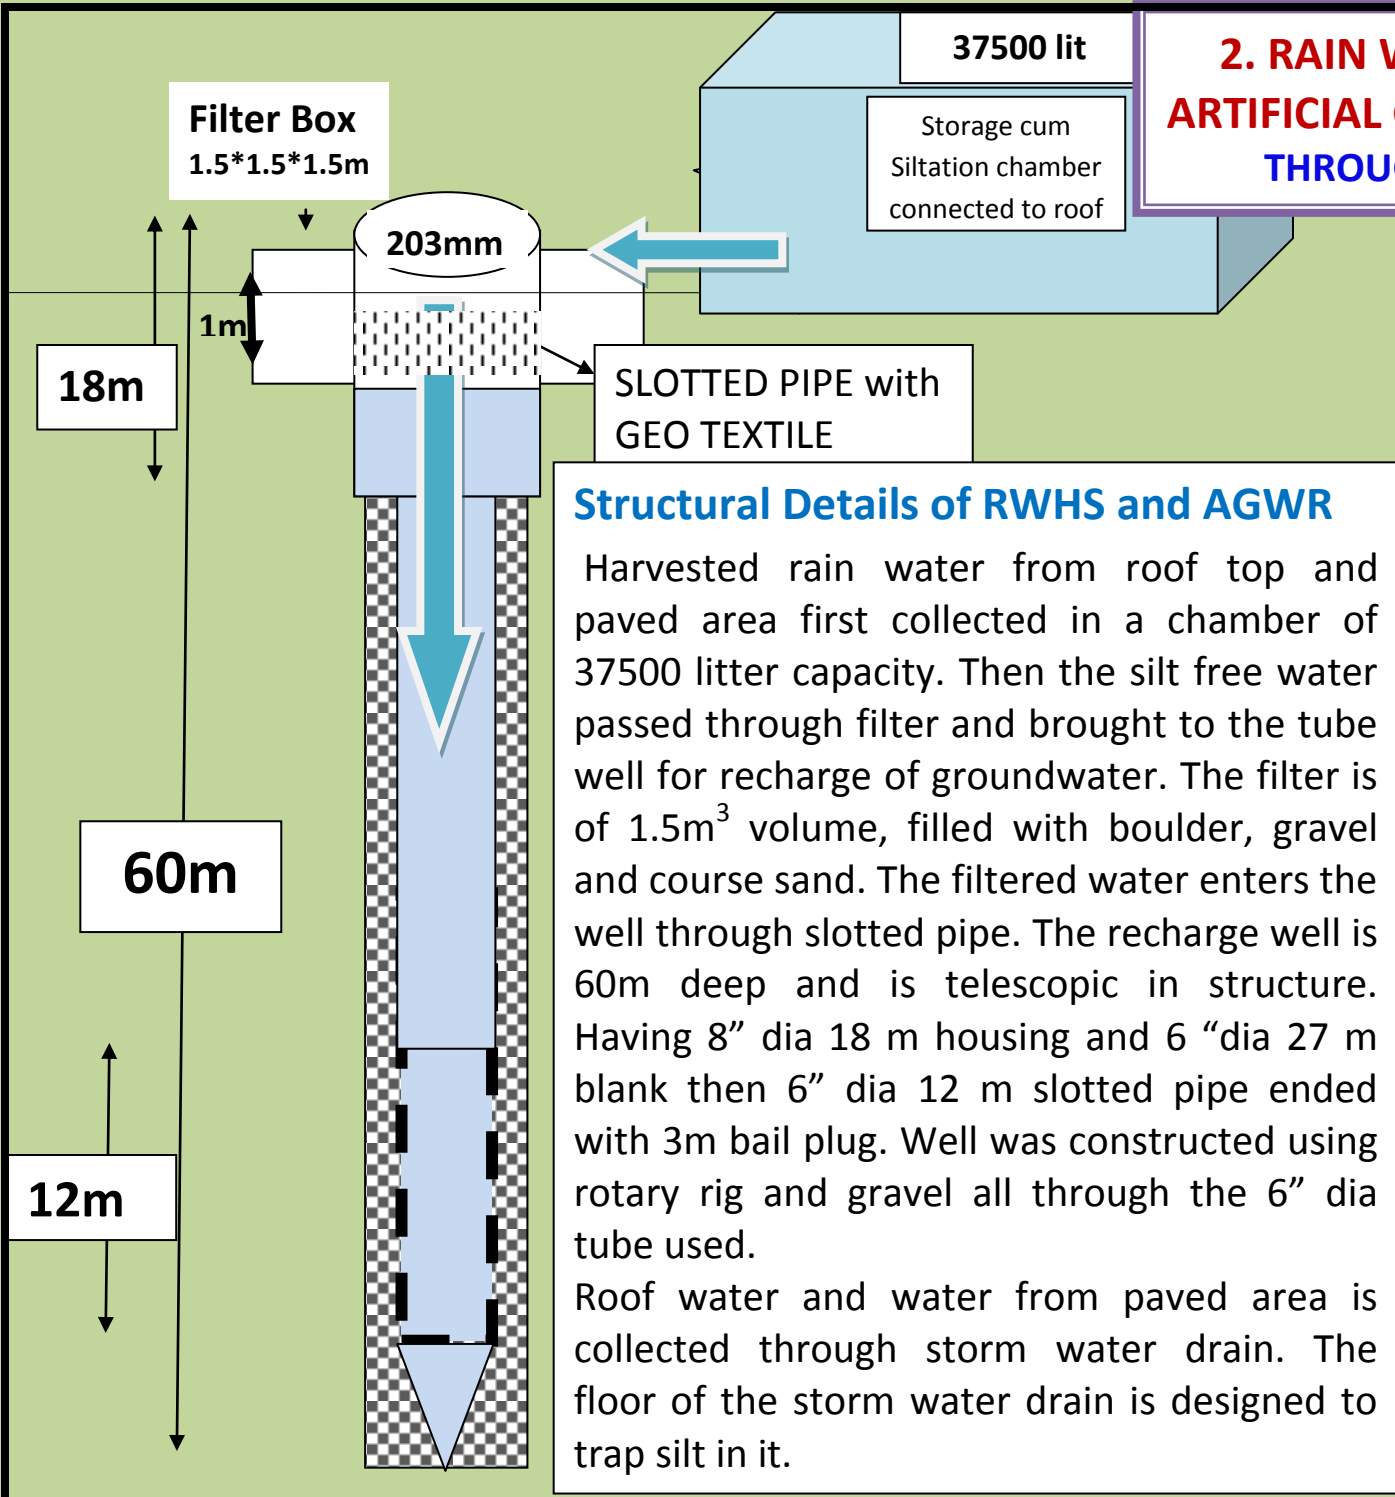 37500 lit
2. RAIN W
ARTIFICIAL
THROUG
Filter Box
1.5*1.5*1.5m
Storage cum
Siltation chamber
connected to roof
203mm
1m
18m
SLOTTED PIPE with
GEO TEXTILE
60m
12m
Structural Details of RWHS and AGWR
Harvested rain water from roof top and
paved area first collected in a chamber of
37500 litter capacity. Then the silt free water
passed through filter and brought to the tube
well for recharge of groundwater. The filter is
of 1.5m³ volume, filled with boulder, gravel
and course sand. The filtered water enters the
well through slotted pipe. The recharge well is
60m deep and is telescopic in structure.
Having 8” dia 18 m housing and 6 “dia 27 m
blank then 6” dia 12 m slotted pipe ended
with 3m bail plug. Well was constructed using
rotary rig and gravel all through the 6” dia
tube used.
Roof water and water from paved area is
collected through storm water drain. The
floor of the storm water drain is designed to
trap silt in it.